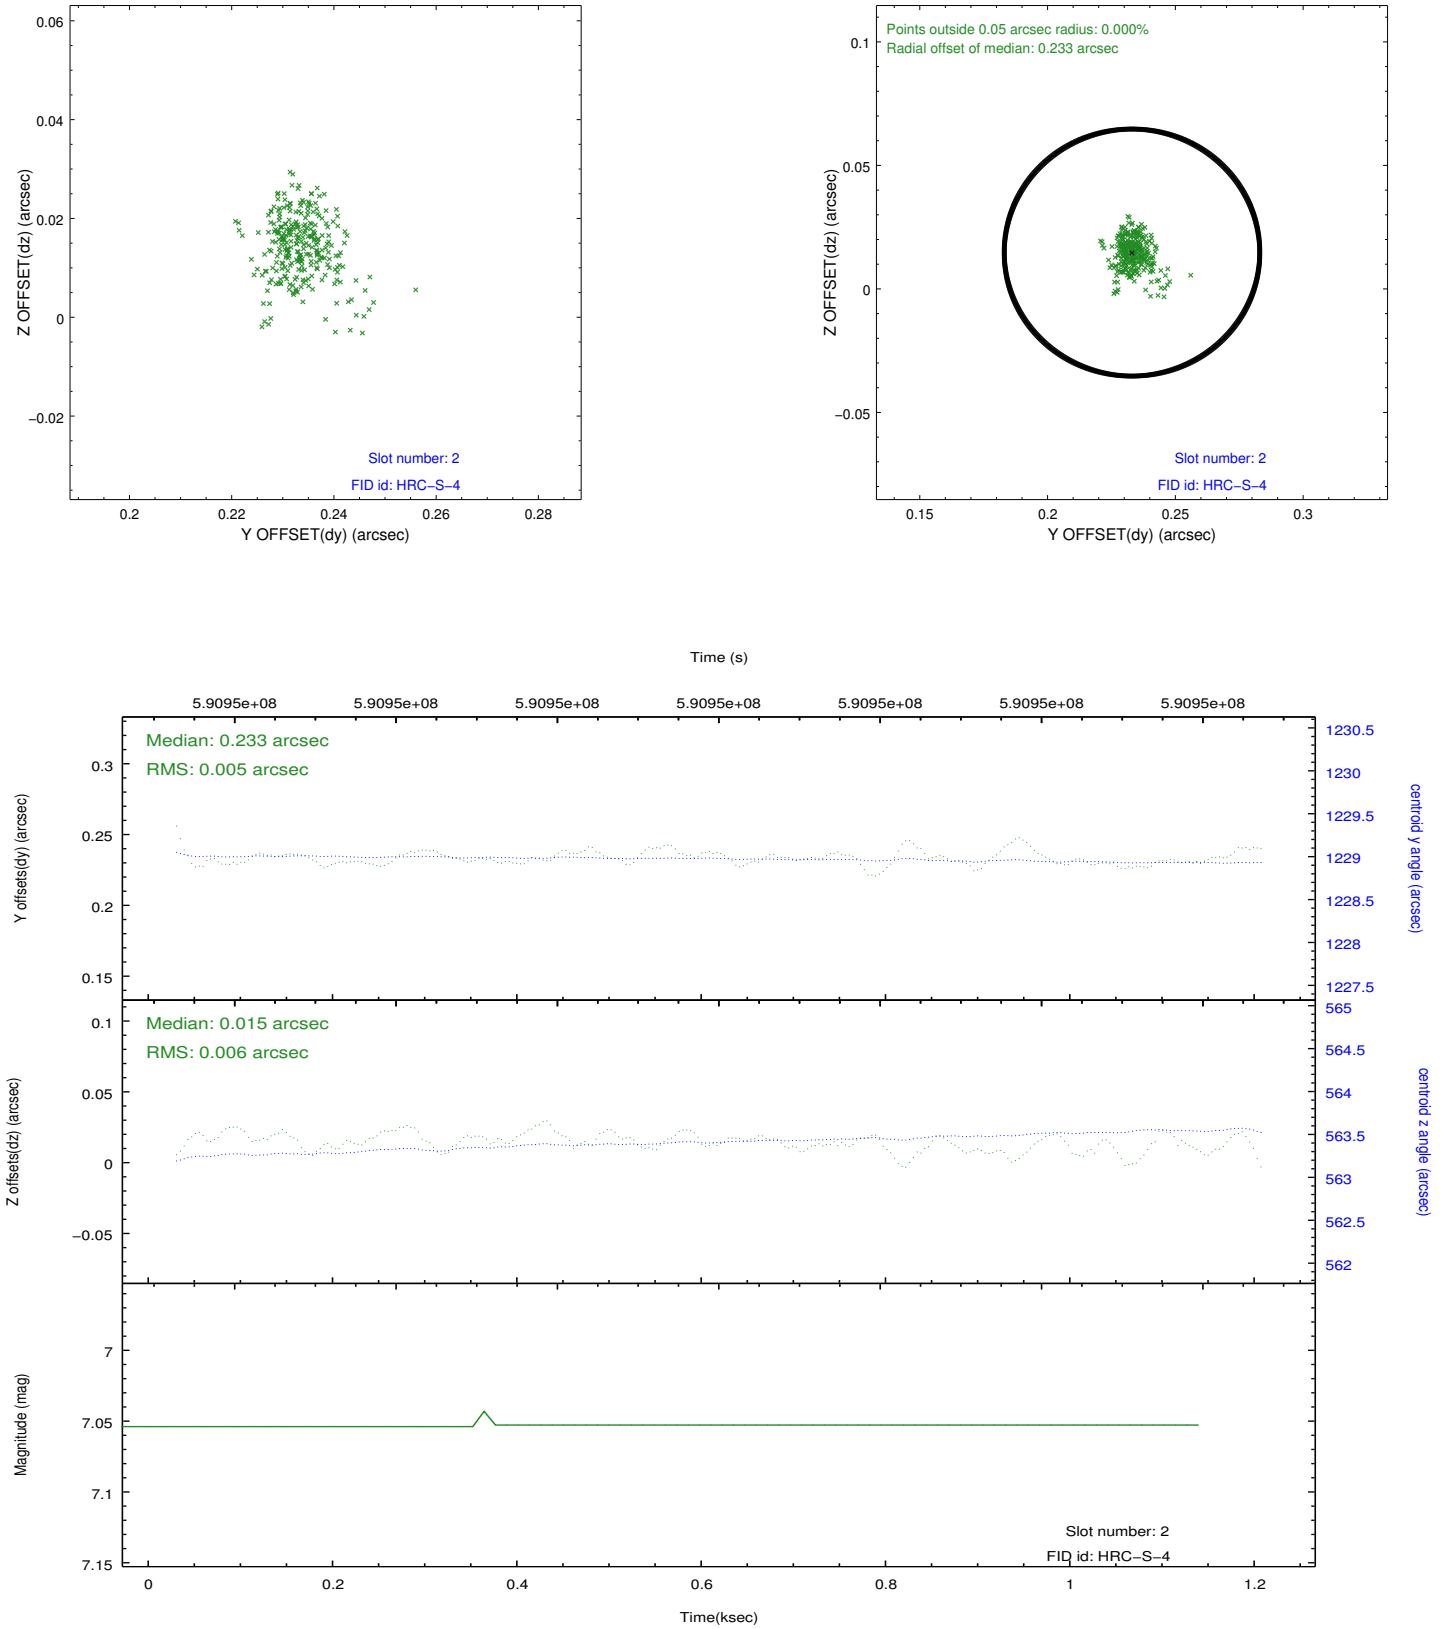 0.06
0.04
0.02
0
−0.02
Z OFFSET(dz) (arcsec)
Slot number: 2
FID id: HRC−S−4
0.2
0.22
0.24
0.26
0.28
Y OFFSET(dy) (arcsec)
Points outside 0.05 arcsec radius: 0.000%
Radial offset of median: 0.233 arcsec
0.1
0.05
0
−0.05
Z OFFSET(dz) (arcsec)
Slot number: 2
FID id: HRC−S−4
0.15
0.2
0.25
0.3
Y OFFSET(dy) (arcsec)
Time (s)
5.9095e+08
5.9095e+08
5.9095e+08
5.9095e+08
5.9095e+08
5.9095e+08
5.9095e+08
Median: 0.233 arcsec
RMS: 0.005 arcsec
0.3
0.25
0.2
0.15
Y offsets(dy) (arcsec)
1230.5
1230
1229.5
1229
1228.5
1228
1227.5
centroid y angle (arcsec)
Median: 0.015 arcsec
RMS: 0.006 arcsec
0.1
0.05
0
−0.05
Z offsets(dz) (arcsec)
565
564.5
564
563.5
563
562.5
562
centroid z angle (arcsec)
7
7.05
7.1
7.15
Magnitude (mag)
Slot number: 2
FID id: HRC−S−4
0
0.2
0.4
0.6
0.8
1
1.2
Time(ksec)